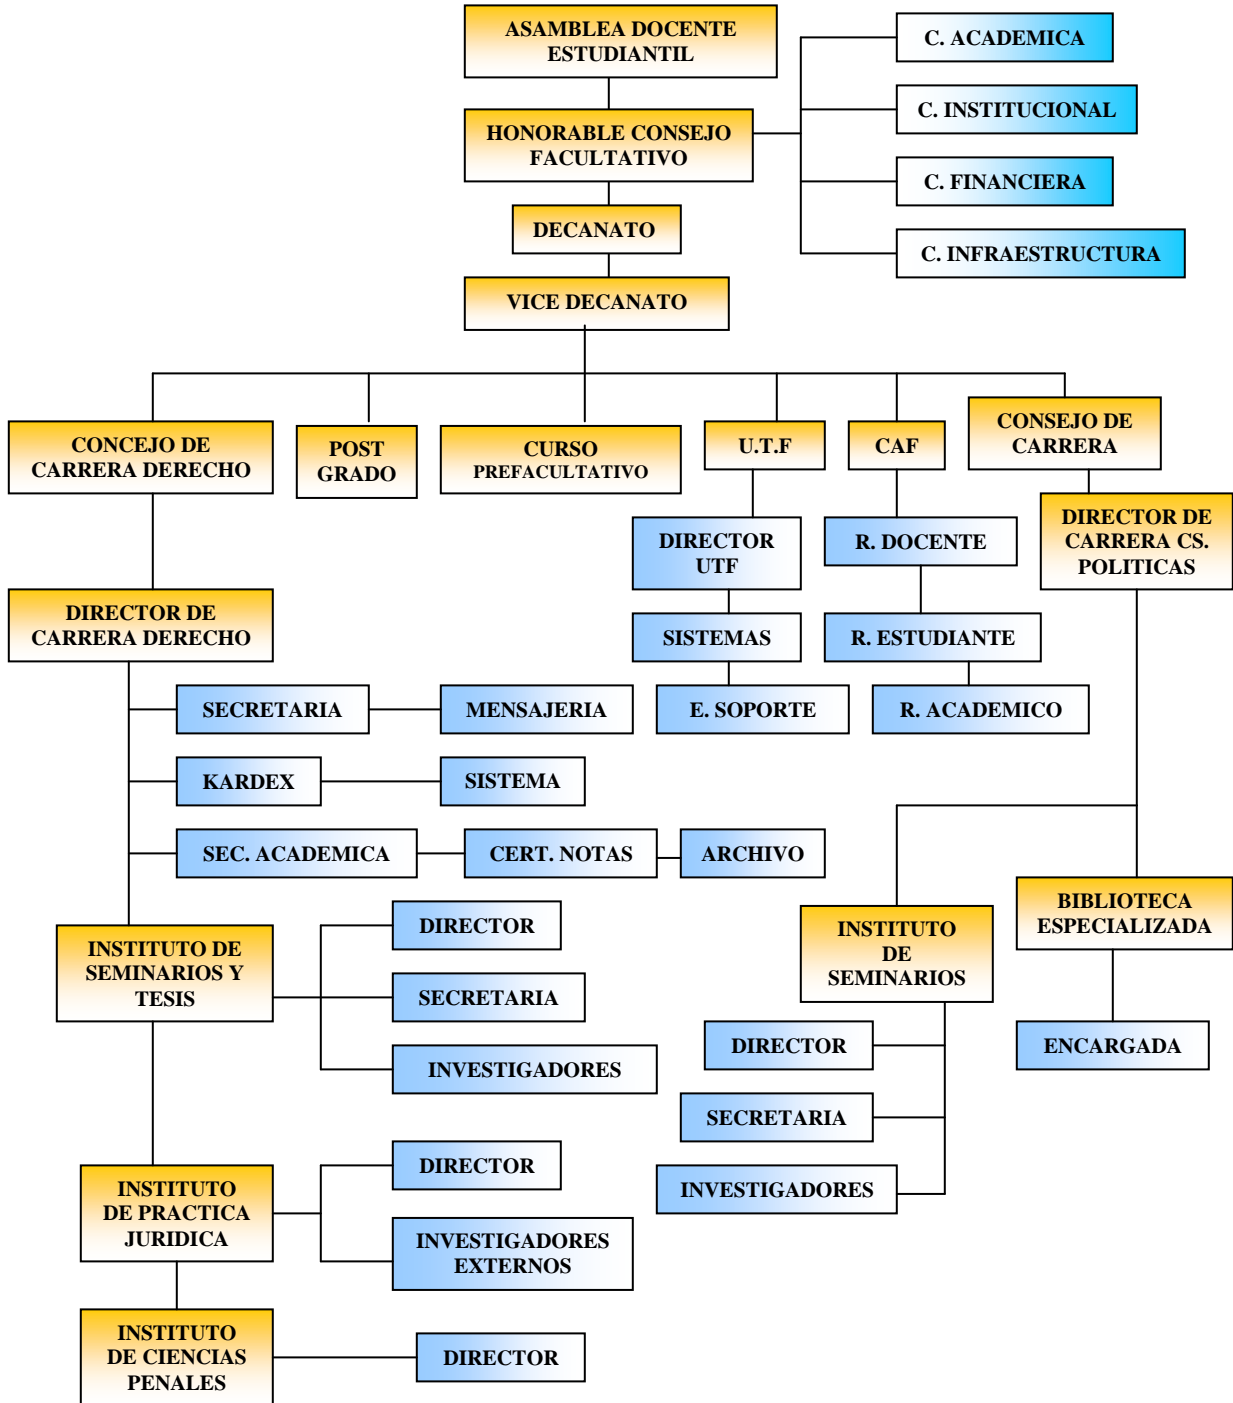 ASAMBLEA DOCENTE
ESTUDIANTIL
C. ACADEMICA
C. INSTITUCIONAL
HONORABLE CONSEJO
FACULTATIVO
C. FINANCIERA
DECANATO
C. INFRAESTRUCTURA
VICE DECANATO
CONCEJO DE
CARRERA DERECHO
POST
GRADO
CURSO
PREFACULTATIVO
U.T.F
CAF
CONSEJO DE
CARRERA
DIRECTOR
UTF
R. DOCENTE
DIRECTOR DE
CARRERA CS.
POLITICAS
DIRECTOR DE
CARRERA DERECHO
SISTEMAS
R. ESTUDIANTE
SECRETARIA
MENSAJERIA
E. SOPORTE
R. ACADEMICO
KARDEX
SISTEMA
SEC. ACADEMICA
CERT. NOTAS
ARCHIVO
INSTITUTO DE
SEMINARIOS Y
TESIS
DIRECTOR
SECRETARIA
INVESTIGADORES
INSTITUTO
DE
SEMINARIOS
BIBLIOTECA
ESPECIALIZADA
DIRECTOR
ENCARGADA
SECRETARIA
INVESTIGADORES
INSTITUTO
DE PRACTICA
JURIDICA
DIRECTOR
INVESTIGADORES
EXTERNOS
INSTITUTO
DE CIENCIAS
PENALES
DIRECTOR